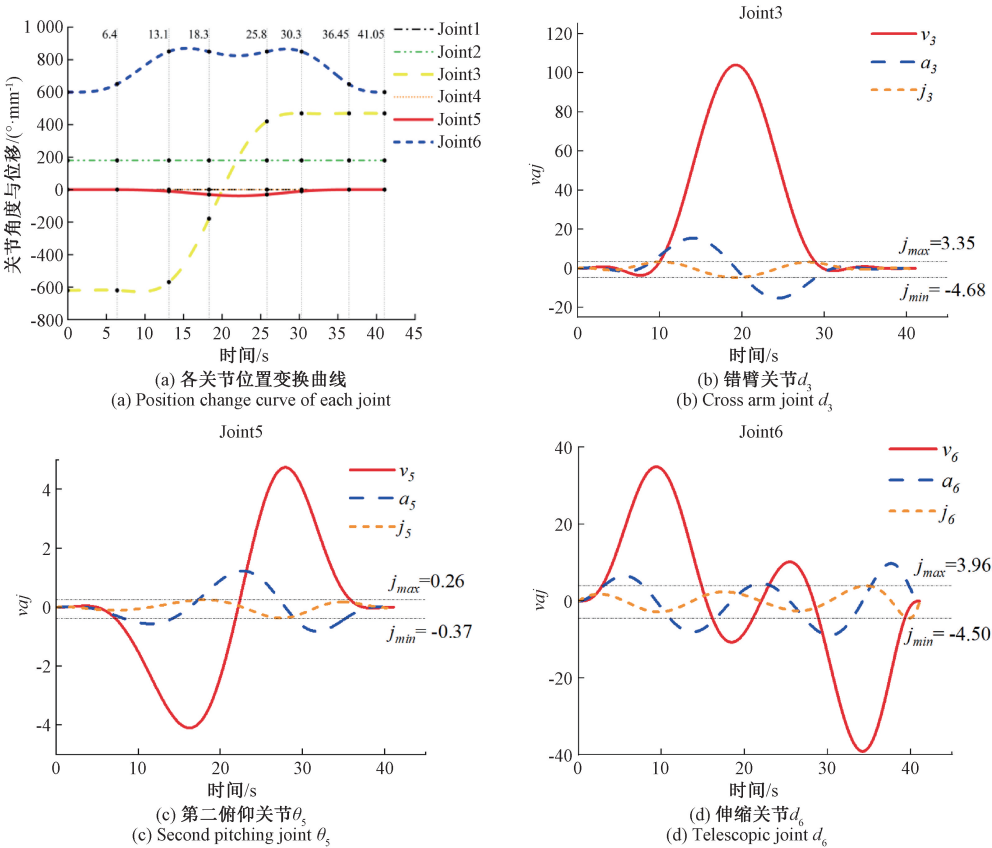 6.4 13.1 18.3 25.8 30.3 36.45 41.05
1 000
800
600
400
200
0
-200
-400
-600
-800
关节角度与位移/(°·mm⁻¹)
Joint1
Joint2
Joint3
Joint4
Joint5
Joint6
0 5 10 15 20 25 30 35 40 45
时间/s
(a) 各关节位置变换曲线
(a) Position change curve of each joint
Joint3
120
100
80
60
40
20
0
-20
vaj
v₃
a₃
j₃
jₘₐₓ=3.35
jₘᵢₙ= -4.68
0 10 20 30 40
时间/s
(b) 错臂关节d₃
(b) Cross arm joint d₃
Joint5
4
2
0
-2
-4
vaj
v₅
a₅
j₅
jₘₐₓ=0.26
jₘᵢₙ= -0.37
0 10 20 30 40
时间/s
(c) 第二俯仰关节θ₅
(c) Second pitching joint θ₅
Joint6
40
20
0
-20
-40
vaj
v₆
a₆
j₆
jₘₐₓ=3.96
jₘᵢₙ= -4.50
0 10 20 30 40
时间/s
(d) 伸缩关节d₆
(d) Telescopic joint d₆